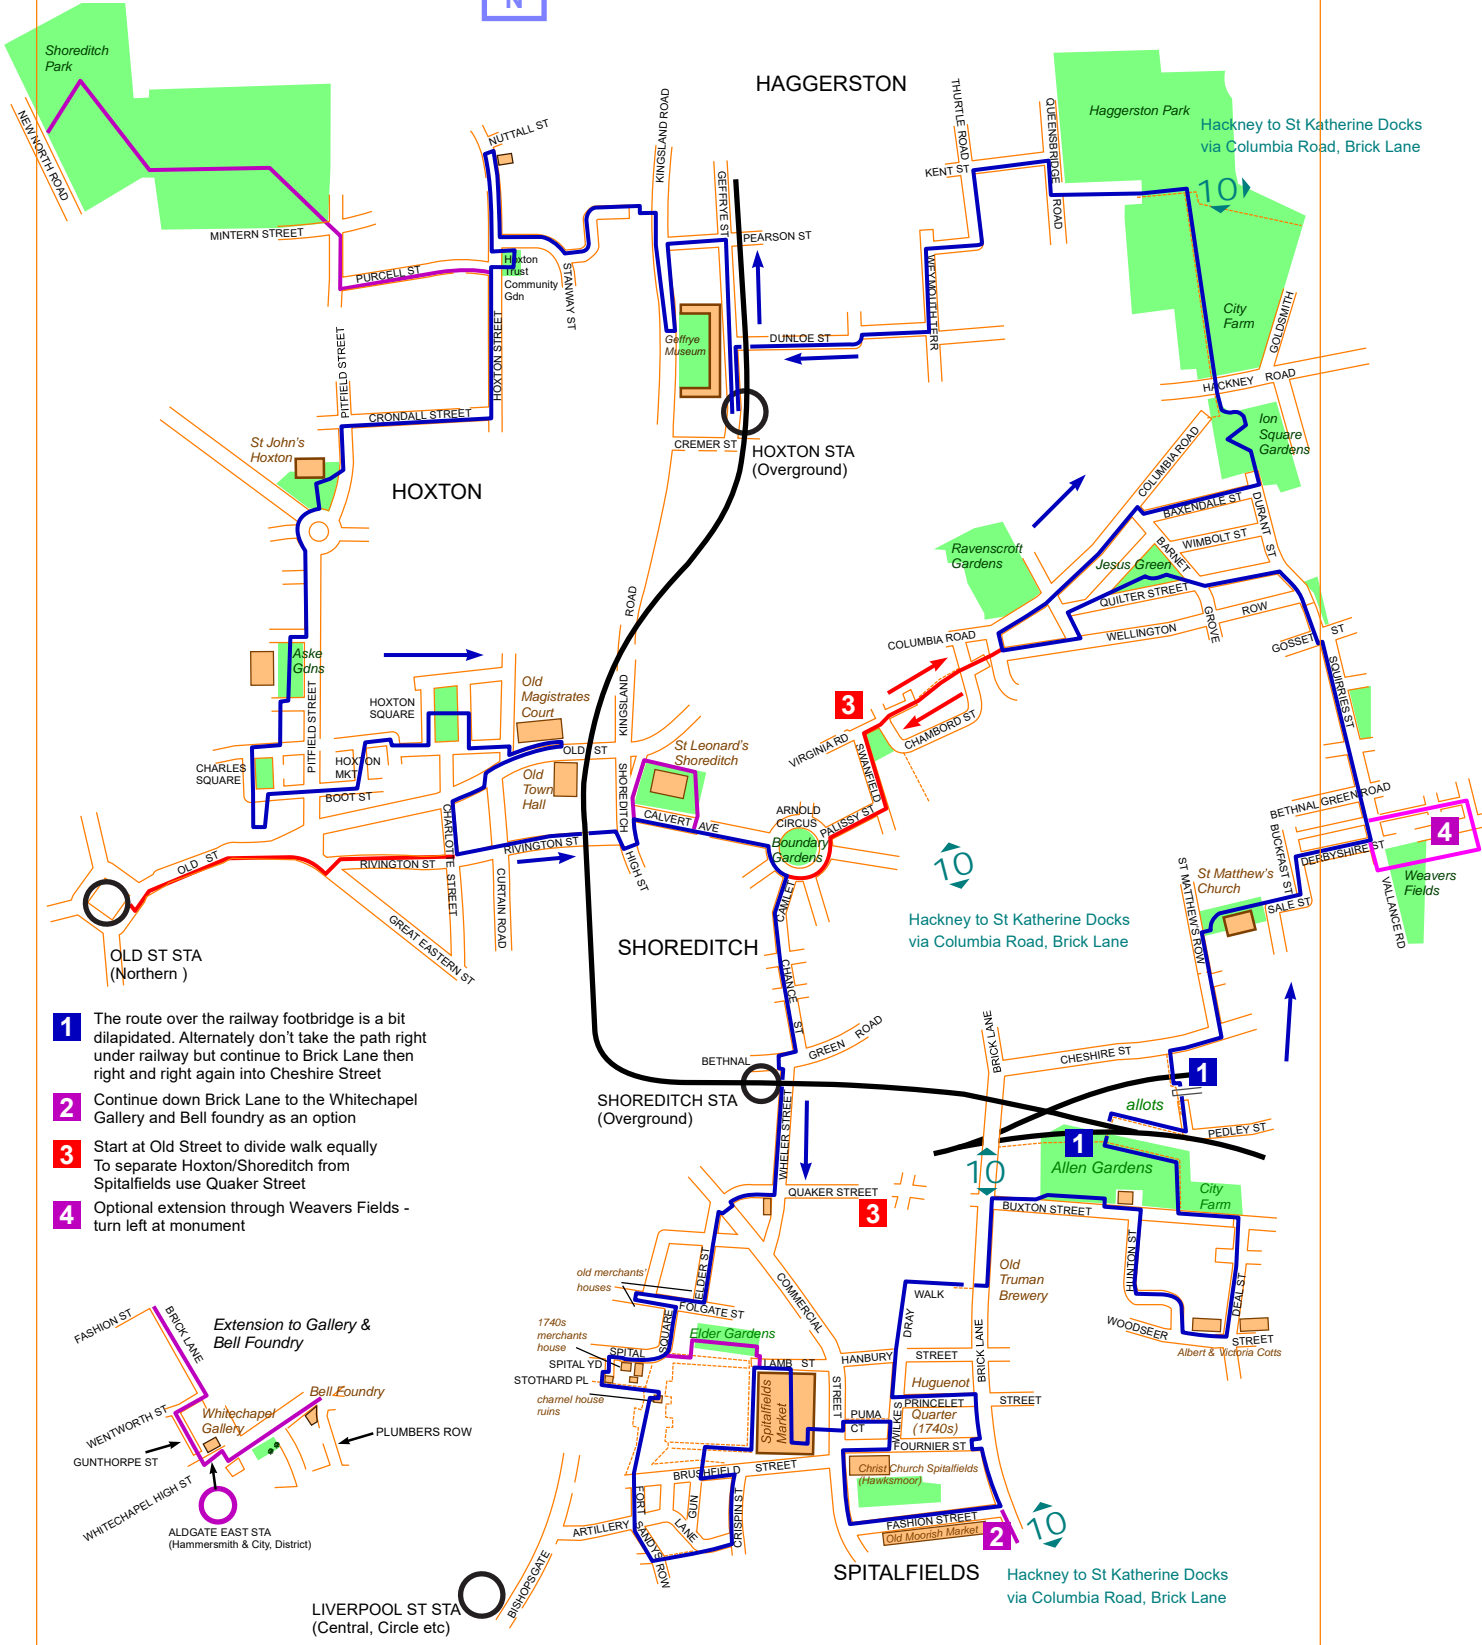 N
Shoreditch
Park
NEW NORTH ROAD
MINTERN STREET
PURCELL ST
NUTTALL ST
Hoxton
Trust
Community
Gdn
STANWAY ST
HOXTON STREET
PITFIELD STREET
CRONDALL STREET
St John's
Hoxton
HOXTON
HAGGERSTON
KINGSLAND ROAD
GEFFRYE ST
PEARSON ST
Geffrye
Museum
DUNLOE ST
CREMER ST
HOXTON STA
(Overground)
THURTLE ROAD
KENT ST
QUEENSBRIDGE
ROAD
WEYMOUTH TERR
Haggerston Park
Hackney to St Katherine Docks
via Columbia Road, Brick Lane
10
City
Farm
GOLDSMITH
HACKNEY ROAD
Ion
Square
Gardens
COLUMBIA ROAD
BAXENDALE ST
DURANT ST
WIMBOLT ST
BARNET
GROVE
Jesus Green
QUILTER STREET
WELLINGTON ROW
GOSSET ST
SQUIRRIES ST
Ravenscroft
Gardens
COLUMBIA ROAD
3
VIRGINIA RD
SWANFIELD
CHAMBORD ST
PALISSY ST
ARNOLD
CIRCUS
Boundary
Gardens
CAMLET
CHANCE ST
Aske
Gdns
PITFIELD STREET
HOXTON
SQUARE
CHARLES
SQUARE
HOXTON
MKT
BOOT ST
Old
Magistrates
Court
OLD ST
Old
Town
Hall
KINGSLAND
ROAD
St Leonard's
Shoreditch
SHOREDITCH
HIGH ST
CALVERT AVE
OLD ST
RIVINGTON ST
RIVINGTON ST
CHARLOTTE STREET
CURTAIN ROAD
GREAT EASTERN ST
OLD ST STA
(Northern )
SHOREDITCH
10
Hackney to St Katherine Docks
via Columbia Road, Brick Lane
BETHNAL GREEN ROAD
BUCKFAST ST
DERBYSHIRE ST
4
Weavers
Fields
VALLANCE RD
SALE ST
St Matthew's
Church
ST MATTHEW'S ROW
1 The route over the railway footbridge is a bit
dilapidated. Alternately don't take the path right
under railway but continue to Brick Lane then
right and right again into Cheshire Street
2 Continue down Brick Lane to the Whitechapel
Gallery and Bell foundry as an option
3 Start at Old Street to divide walk equally
To separate Hoxton/Shoreditch from
Spitalfields use Quaker Street
4 Optional extension through Weavers Fields -
turn left at monument
BETHNAL GREEN ROAD
SHOREDITCH STA
(Overground)
WHELER STREET
BRICK LANE
CHESHIRE ST
1
allots
PEDLEY ST
1
Allen Gardens
City
Farm
10
QUAKER STREET
3
BUXTON STREET
HUNTON ST
DEAL ST
WOODSEER STREET
Albert & Victoria Cotts
Old
Truman
Brewery
DRAY WALK
BRICK LANE
ELDER ST
COMMERCIAL
STREET
FOLGATE ST
old merchants'
houses
1740s
merchants
house
SPITAL SQUARE
SPITAL YD
STOTHARD PL
charnel house
ruins
Elder Gardens
LAMB ST
Spitalfields
Market
HANBURY STREET
Huguenot
Quarter
(1740s)
PRINCELET STREET
WILKES
PUMA
CT
FOURNIER ST
Christ Church Spitalfields
(Hawksmoor)
FASHION STREET
Old Moorish Market
2
10
BRUSHFIELD STREET
FORT
SANDYS ROW
GUN
LANE
ARTILLERY
CRISPIN ST
BISHOPSGATE
SPITALFIELDS
Hackney to St Katherine Docks
via Columbia Road, Brick Lane
LIVERPOOL ST STA
(Central, Circle etc)
Extension to Gallery &
Bell Foundry
FASHION ST
BRICK LANE
WENTWORTH ST
Whitechapel
Gallery
Bell Foundry
PLUMBERS ROW
GUNTHORPE ST
WHITECHAPEL HIGH ST
ALDGATE EAST STA
(Hammersmith & City, District)